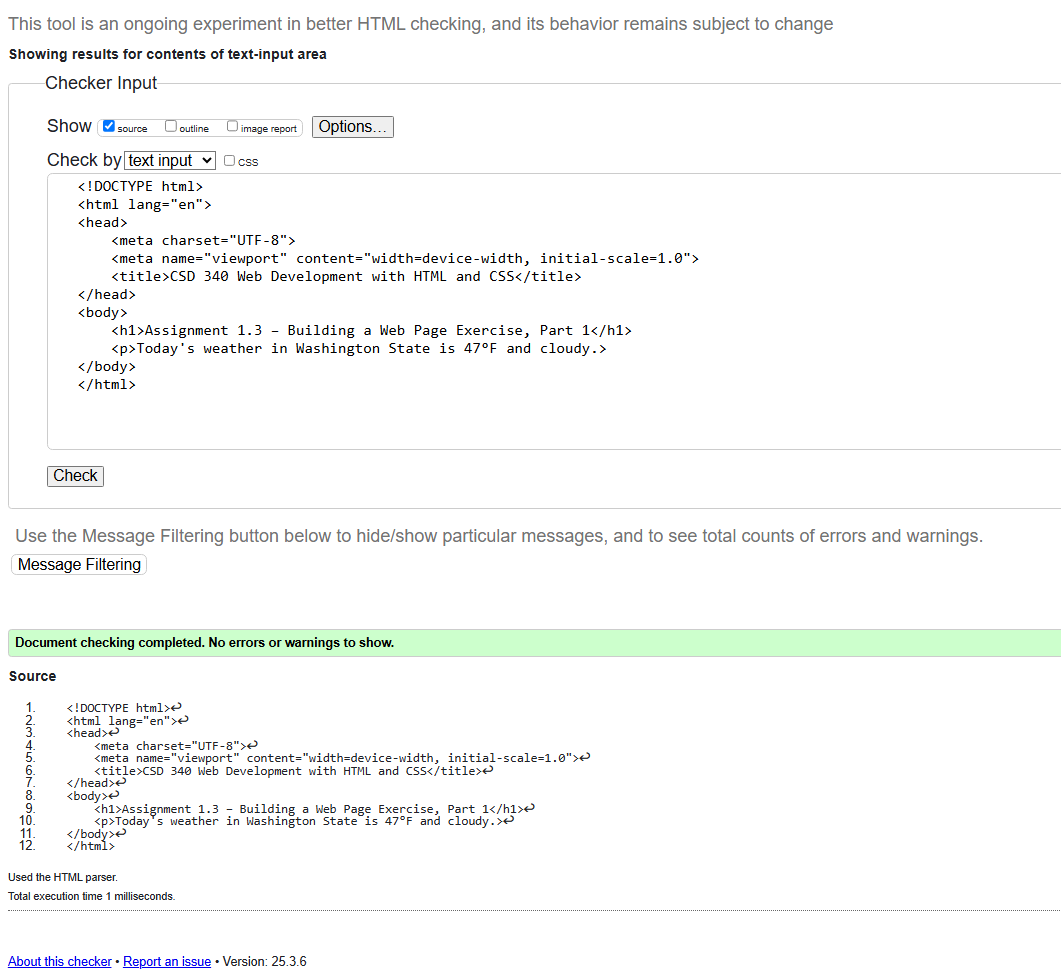 This tool is an ongoing experiment in better HTML checking, and its behavior remains subject to change
Showing results for contents of text-input area
Checker Input
Show source outline image report Options...
Check by text input css
<!DOCTYPE html>
<html lang="en">
<head>
    <meta charset="UTF-8">
    <meta name="viewport" content="width=device-width, initial-scale=1.0">
    <title>CSD 340 Web Development with HTML and CSS</title>
</head>
<body>
    <h1>Assignment 1.3 – Building a Web Page Exercise, Part 1</h1>
    <p>Today's weather in Washington State is 47°F and cloudy.>
</body>
</html>
Check
Use the Message Filtering button below to hide/show particular messages, and to see total counts of errors and warnings.
Message Filtering
Document checking completed. No errors or warnings to show.
Source
1. <!DOCTYPE html>↩
2. <html lang="en">↩
3. <head>↩
4.     <meta charset="UTF-8">↩
5.     <meta name="viewport" content="width=device-width, initial-scale=1.0">↩
6.     <title>CSD 340 Web Development with HTML and CSS</title>↩
7. </head>↩
8. <body>↩
9.     <h1>Assignment 1.3 – Building a Web Page Exercise, Part 1</h1>↩
10.     <p>Today's weather in Washington State is 47°F and cloudy.>↩
11. </body>↩
12. </html>
Used the HTML parser.
Total execution time 1 milliseconds.
About this checker • Report an issue • Version: 25.3.6